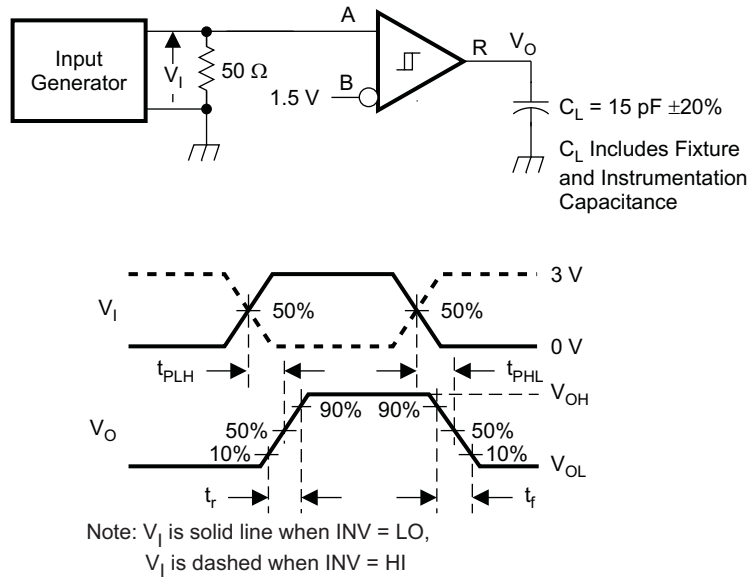 Input
Generator
V_I
50 Ω
A
B
1.5 V
R
V_O
C_L = 15 pF ±20%
C_L Includes Fixture
and Instrumentation
Capacitance
3 V
V_I
50%
50%
0 V
t_PLH
t_PHL
V_OH
90%
90%
V_O
50%
50%
10%
10%
V_OL
t_r
t_f
Note: V_I is solid line when INV = LO,
V_I is dashed when INV = HI